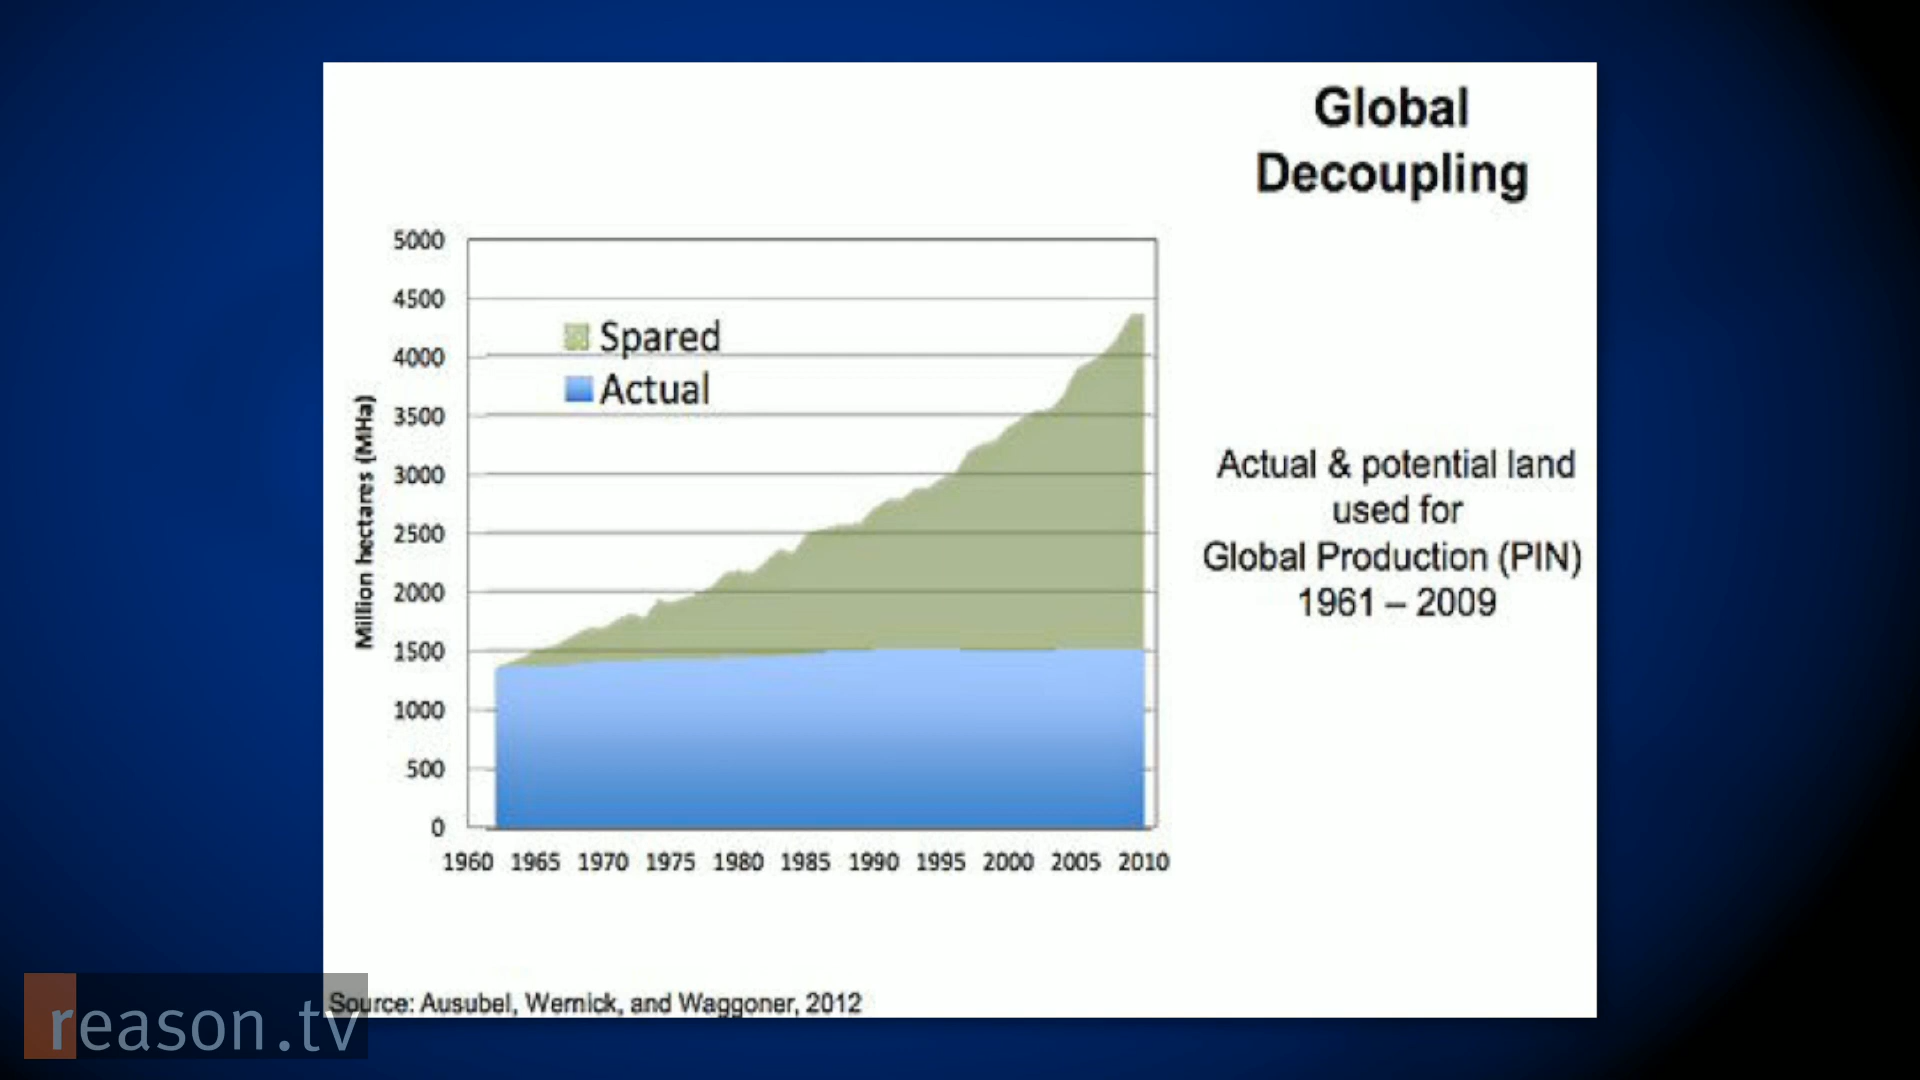 Global
Decoupling
5000
4500
4000
3500
3000
2500
2000
1500
1000
500
0
Million hectares (MHa)
Spared
Actual
1960 1965 1970 1975 1980 1985 1990 1995 2000 2005 2010
Actual & potential land
used for
Global Production (PIN)
1961 – 2009
Source: Ausubel, Wernick, and Waggoner, 2012
reason.tv